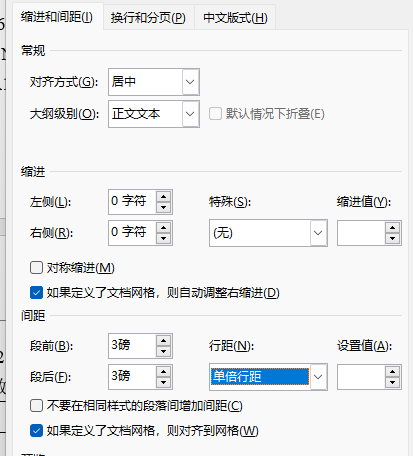 缩进和间距(I) 换行和分页(P) 中文版式(H)
常规
对齐方式(G): 居中
大纲级别(O): 正文文本 默认情况下折叠(E)
缩进
左侧(L): 0 字符 特殊(S): 缩进值(Y):
右侧(R): 0 字符 (无)
对称缩进(M)
如果定义了文档网格，则自动调整右缩进(D)
间距
段前(B): 3磅 行距(N): 设置值(A):
段后(F): 3磅 单倍行距
不要在相同样式的段落间增加间距(C)
如果定义了文档网格，则对齐到网格(W)